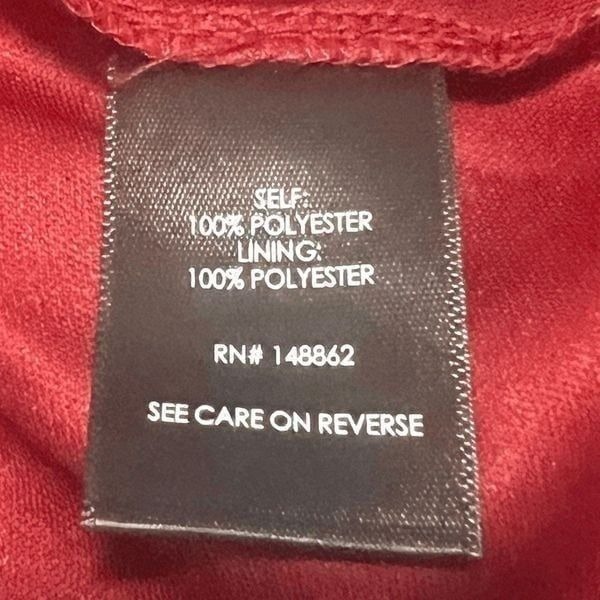 SELF:
100% POLYESTER
LINING:
100% POLYESTER
RN# 148862
SEE CARE ON REVERSE